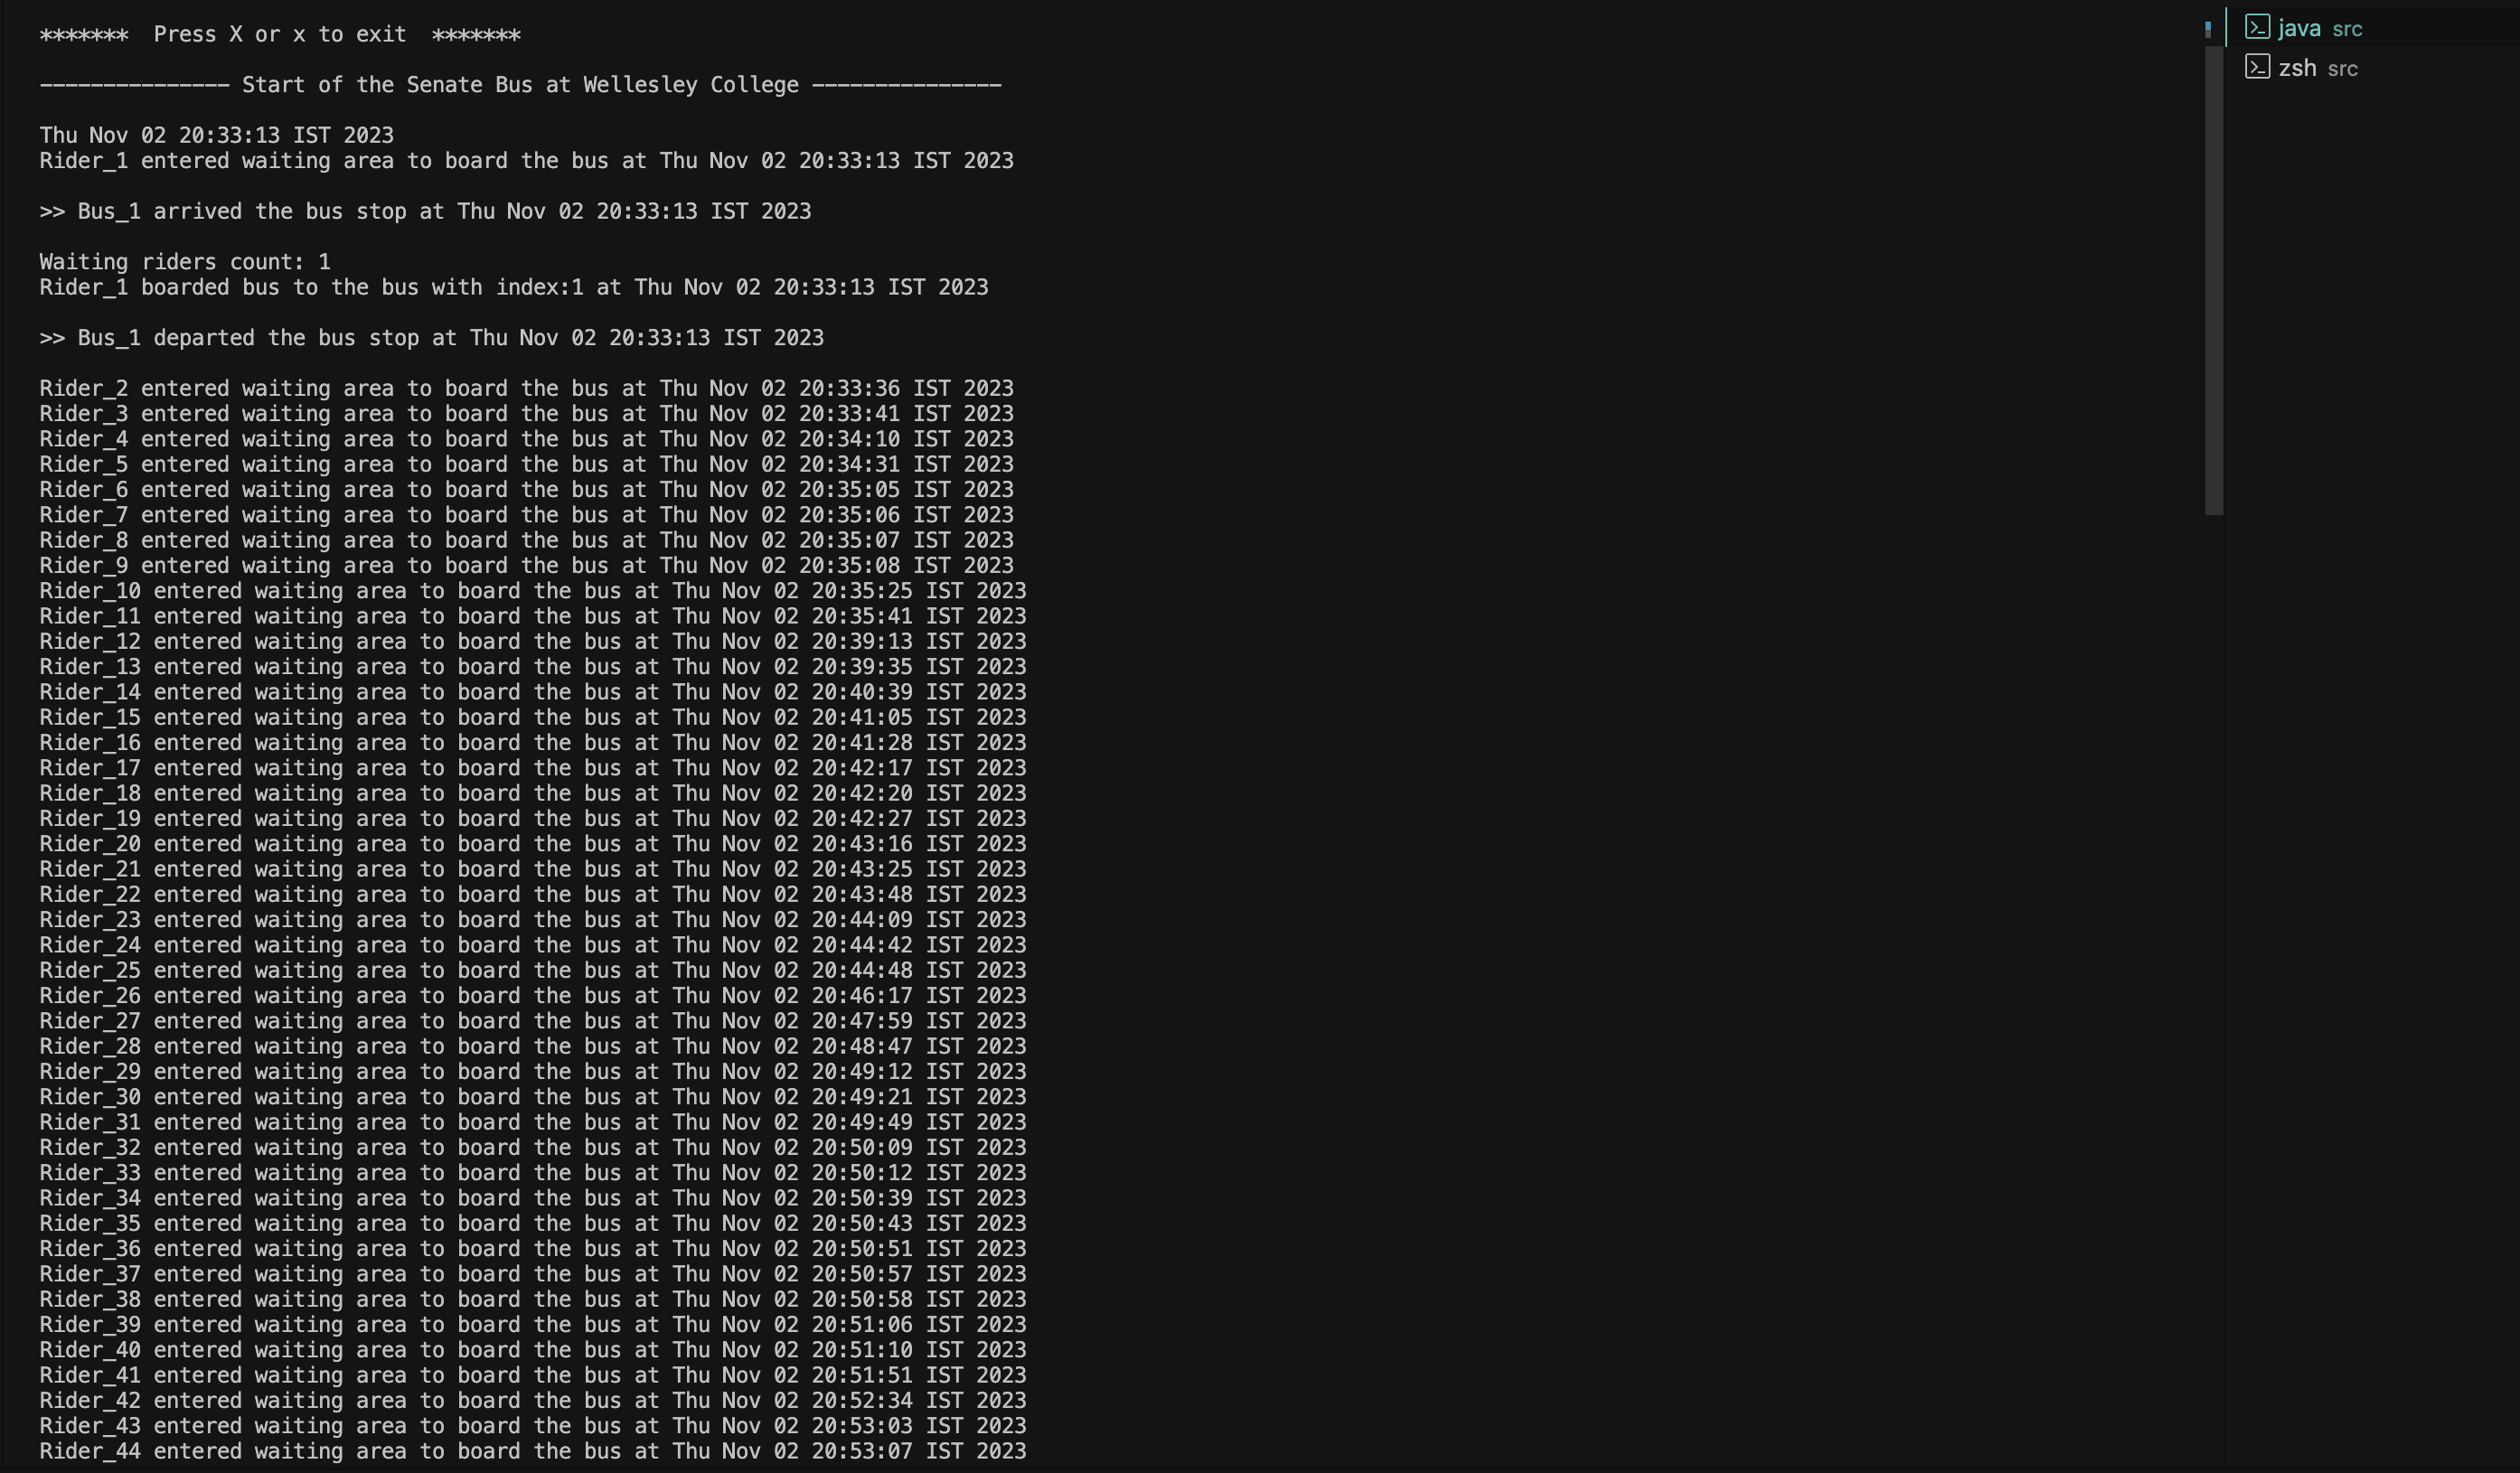 *******  Press X or x to exit  *******
--------------- Start of the Senate Bus at Wellesley College ---------------
Thu Nov 02 20:33:13 IST 2023
Rider_1 entered waiting area to board the bus at Thu Nov 02 20:33:13 IST 2023
>> Bus_1 arrived the bus stop at Thu Nov 02 20:33:13 IST 2023
Waiting riders count: 1
Rider_1 boarded bus to the bus with index:1 at Thu Nov 02 20:33:13 IST 2023
>> Bus_1 departed the bus stop at Thu Nov 02 20:33:13 IST 2023
Rider_2 entered waiting area to board the bus at Thu Nov 02 20:33:36 IST 2023
Rider_3 entered waiting area to board the bus at Thu Nov 02 20:33:41 IST 2023
Rider_4 entered waiting area to board the bus at Thu Nov 02 20:34:10 IST 2023
Rider_5 entered waiting area to board the bus at Thu Nov 02 20:34:31 IST 2023
Rider_6 entered waiting area to board the bus at Thu Nov 02 20:35:05 IST 2023
Rider_7 entered waiting area to board the bus at Thu Nov 02 20:35:06 IST 2023
Rider_8 entered waiting area to board the bus at Thu Nov 02 20:35:07 IST 2023
Rider_9 entered waiting area to board the bus at Thu Nov 02 20:35:08 IST 2023
Rider_10 entered waiting area to board the bus at Thu Nov 02 20:35:25 IST 2023
Rider_11 entered waiting area to board the bus at Thu Nov 02 20:35:41 IST 2023
Rider_12 entered waiting area to board the bus at Thu Nov 02 20:39:13 IST 2023
Rider_13 entered waiting area to board the bus at Thu Nov 02 20:39:35 IST 2023
Rider_14 entered waiting area to board the bus at Thu Nov 02 20:40:39 IST 2023
Rider_15 entered waiting area to board the bus at Thu Nov 02 20:41:05 IST 2023
Rider_16 entered waiting area to board the bus at Thu Nov 02 20:41:28 IST 2023
Rider_17 entered waiting area to board the bus at Thu Nov 02 20:42:17 IST 2023
Rider_18 entered waiting area to board the bus at Thu Nov 02 20:42:20 IST 2023
Rider_19 entered waiting area to board the bus at Thu Nov 02 20:42:27 IST 2023
Rider_20 entered waiting area to board the bus at Thu Nov 02 20:43:16 IST 2023
Rider_21 entered waiting area to board the bus at Thu Nov 02 20:43:25 IST 2023
Rider_22 entered waiting area to board the bus at Thu Nov 02 20:43:48 IST 2023
Rider_23 entered waiting area to board the bus at Thu Nov 02 20:44:09 IST 2023
Rider_24 entered waiting area to board the bus at Thu Nov 02 20:44:42 IST 2023
Rider_25 entered waiting area to board the bus at Thu Nov 02 20:44:48 IST 2023
Rider_26 entered waiting area to board the bus at Thu Nov 02 20:46:17 IST 2023
Rider_27 entered waiting area to board the bus at Thu Nov 02 20:47:59 IST 2023
Rider_28 entered waiting area to board the bus at Thu Nov 02 20:48:47 IST 2023
Rider_29 entered waiting area to board the bus at Thu Nov 02 20:49:12 IST 2023
Rider_30 entered waiting area to board the bus at Thu Nov 02 20:49:21 IST 2023
Rider_31 entered waiting area to board the bus at Thu Nov 02 20:49:49 IST 2023
Rider_32 entered waiting area to board the bus at Thu Nov 02 20:50:09 IST 2023
Rider_33 entered waiting area to board the bus at Thu Nov 02 20:50:12 IST 2023
Rider_34 entered waiting area to board the bus at Thu Nov 02 20:50:39 IST 2023
Rider_35 entered waiting area to board the bus at Thu Nov 02 20:50:43 IST 2023
Rider_36 entered waiting area to board the bus at Thu Nov 02 20:50:51 IST 2023
Rider_37 entered waiting area to board the bus at Thu Nov 02 20:50:57 IST 2023
Rider_38 entered waiting area to board the bus at Thu Nov 02 20:50:58 IST 2023
Rider_39 entered waiting area to board the bus at Thu Nov 02 20:51:06 IST 2023
Rider_40 entered waiting area to board the bus at Thu Nov 02 20:51:10 IST 2023
Rider_41 entered waiting area to board the bus at Thu Nov 02 20:51:51 IST 2023
Rider_42 entered waiting area to board the bus at Thu Nov 02 20:52:34 IST 2023
Rider_43 entered waiting area to board the bus at Thu Nov 02 20:53:03 IST 2023
Rider_44 entered waiting area to board the bus at Thu Nov 02 20:53:07 IST 2023
java src
zsh src